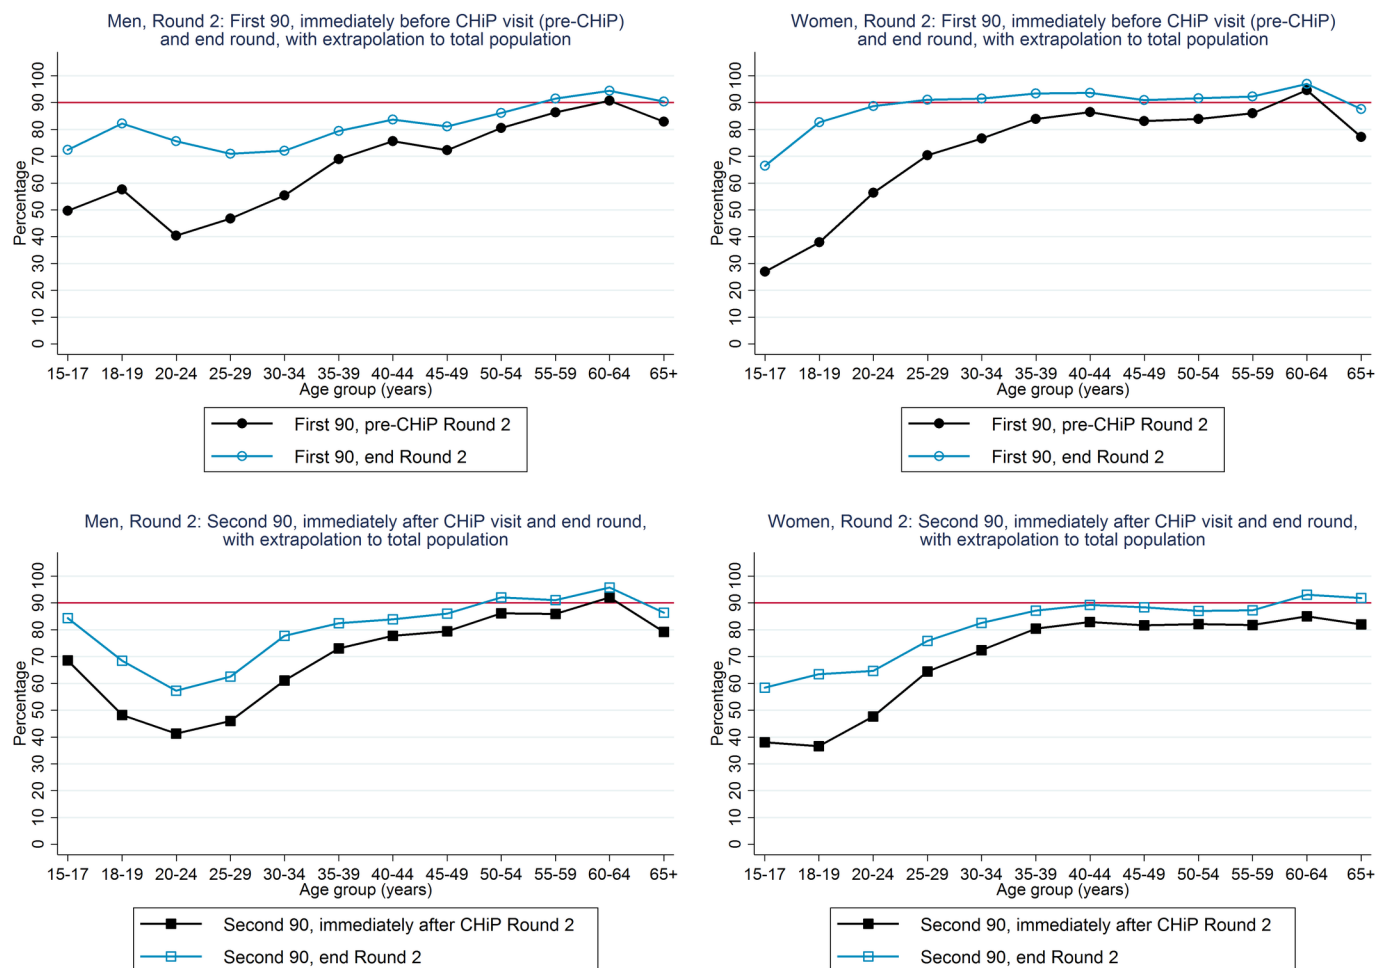 Men, Round 2: First 90, immediately before CHiP visit (pre-CHiP)
and end round, with extrapolation to total population
Percentage
0 10 20 30 40 50 60 70 80 90 100
15-17 18-19 20-24 25-29 30-34 35-39 40-44 45-49 50-54 55-59 60-64 65+
Age group (years)
First 90, pre-CHiP Round 2
First 90, end Round 2
Women, Round 2: First 90, immediately before CHiP visit (pre-CHiP)
and end round, with extrapolation to total population
Percentage
0 10 20 30 40 50 60 70 80 90 100
15-17 18-19 20-24 25-29 30-34 35-39 40-44 45-49 50-54 55-59 60-64 65+
Age group (years)
First 90, pre-CHiP Round 2
First 90, end Round 2
Men, Round 2: Second 90, immediately after CHiP visit and end round,
with extrapolation to total population
Percentage
0 10 20 30 40 50 60 70 80 90 100
15-17 18-19 20-24 25-29 30-34 35-39 40-44 45-49 50-54 55-59 60-64 65+
Age group (years)
Second 90, immediately after CHiP Round 2
Second 90, end Round 2
Women, Round 2: Second 90, immediately after CHiP visit and end round,
with extrapolation to total population
Percentage
0 10 20 30 40 50 60 70 80 90 100
15-17 18-19 20-24 25-29 30-34 35-39 40-44 45-49 50-54 55-59 60-64 65+
Age group (years)
Second 90, immediately after CHiP Round 2
Second 90, end Round 2